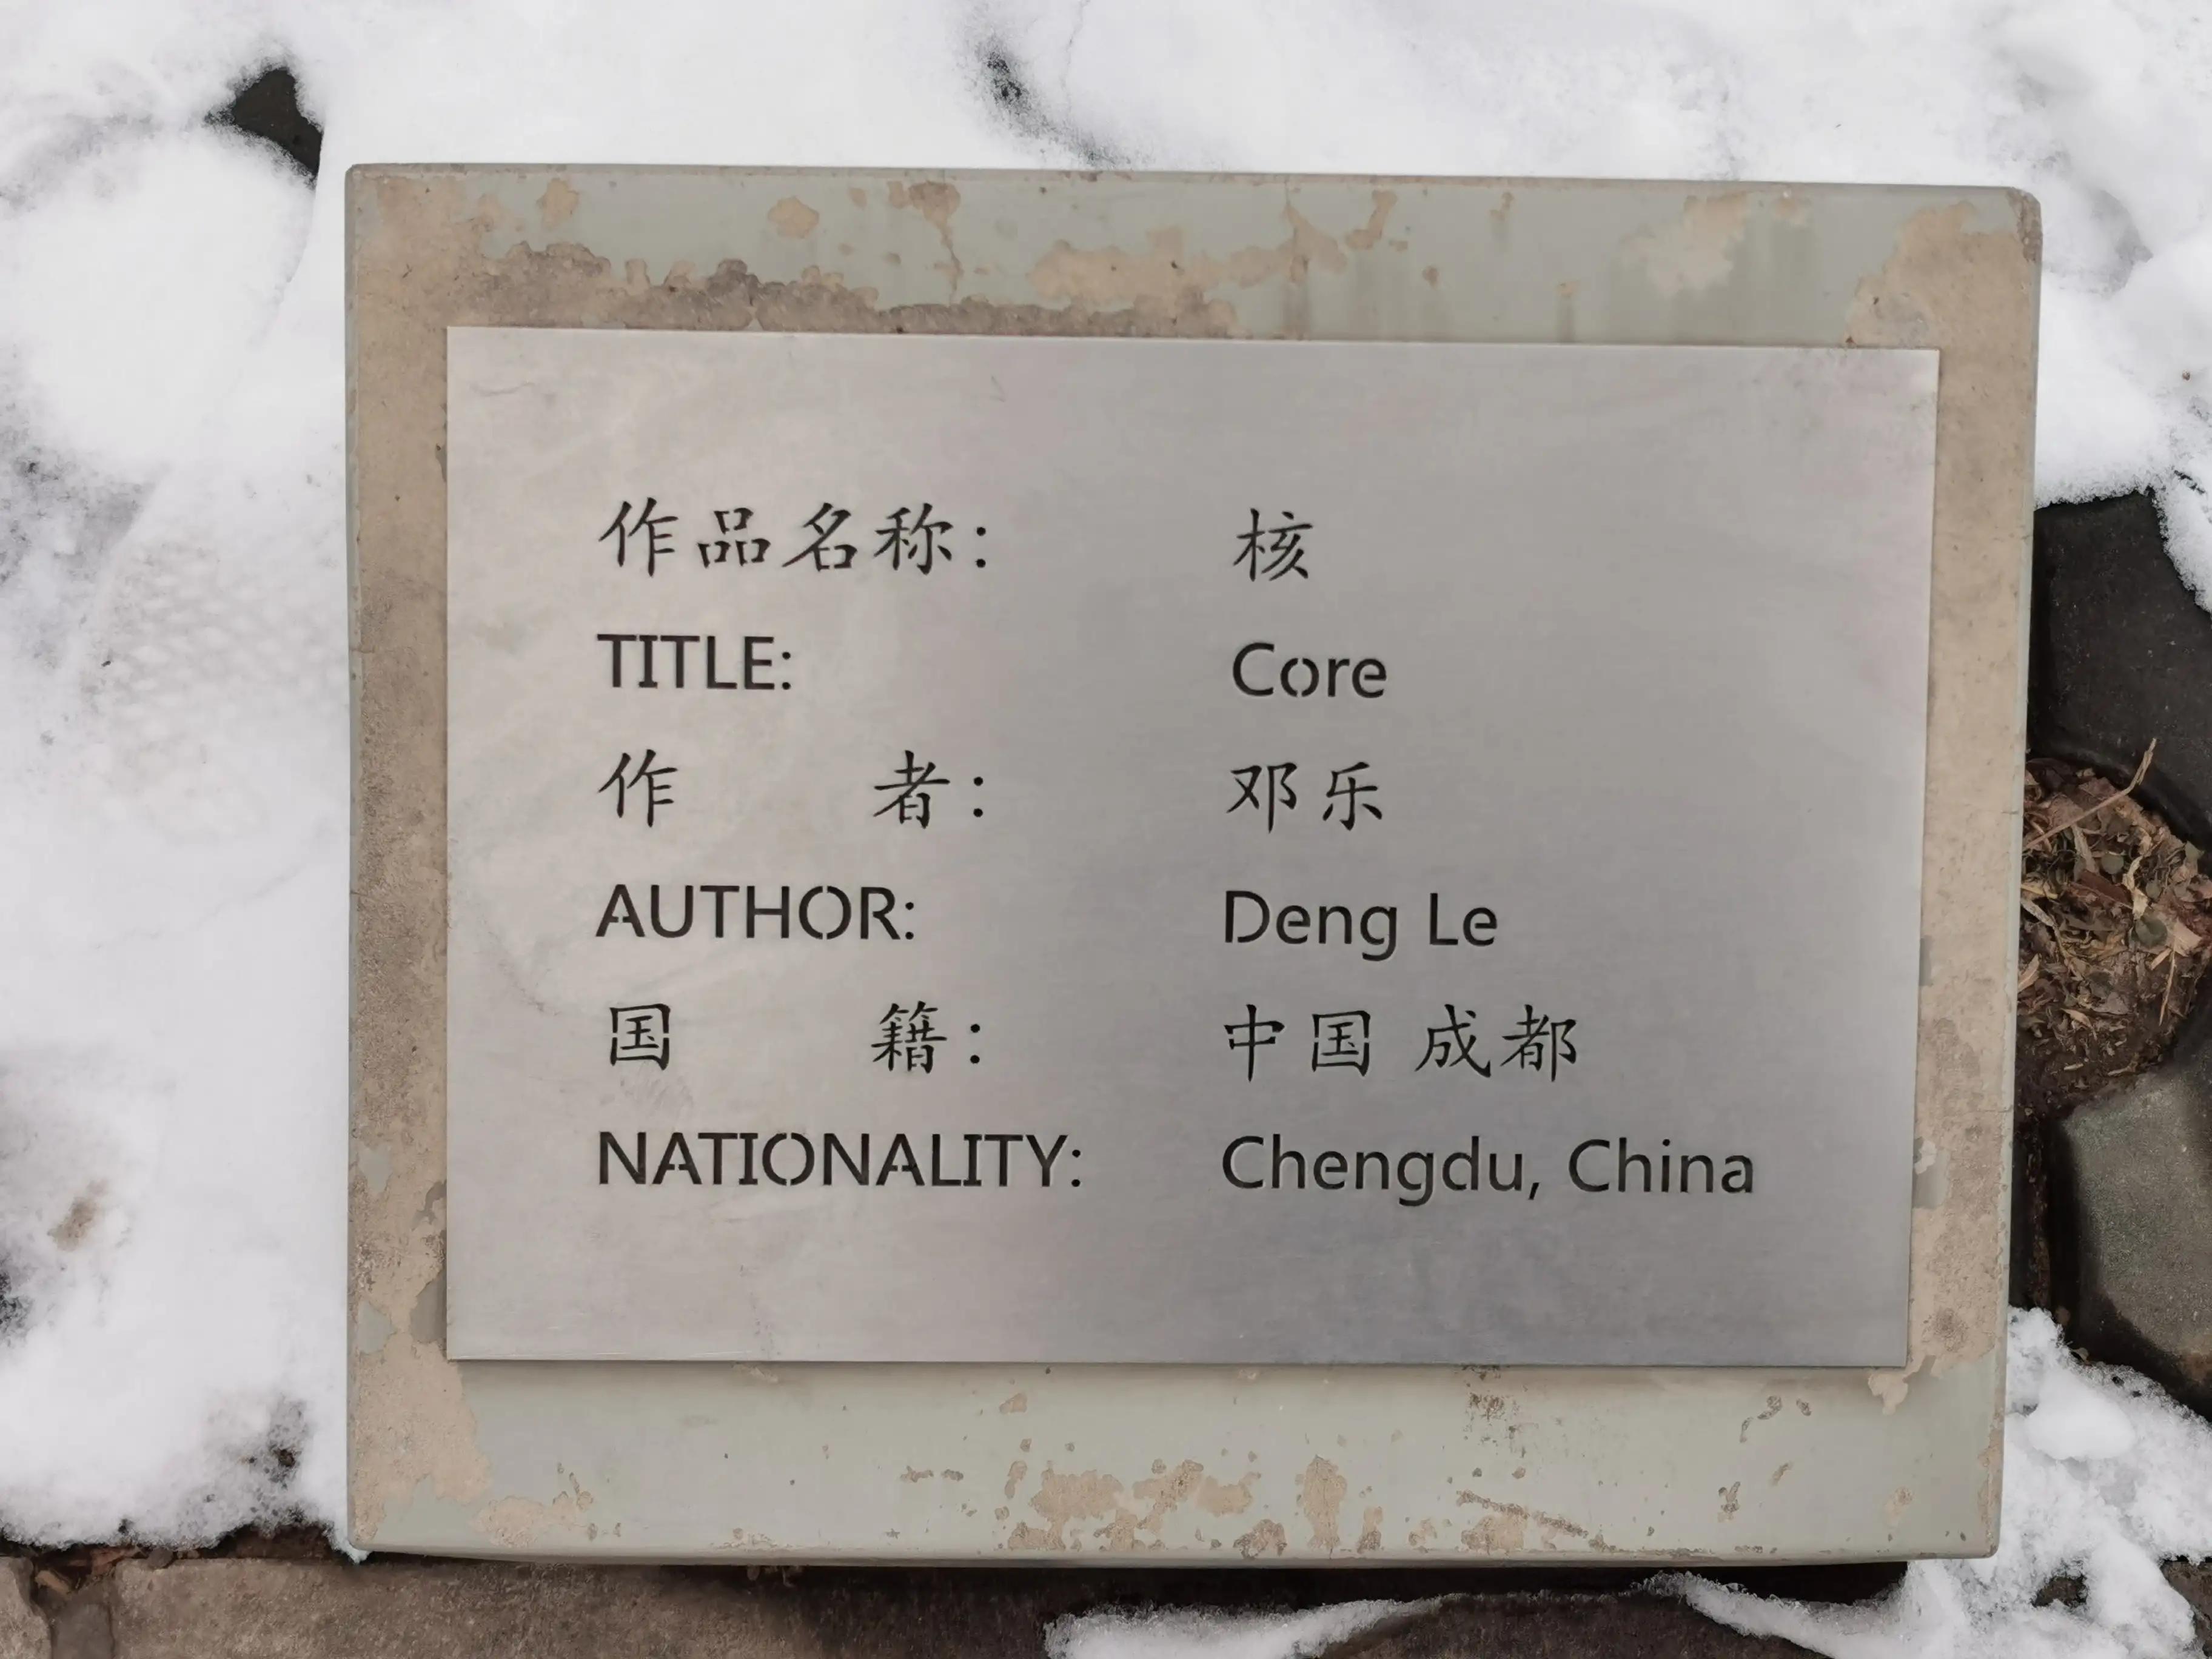 作品名称: 核
TITLE: Core
作 者: 邓乐
AUTHOR: Deng Le
国 籍: 中国 成都
NATIONALITY: Chengdu, China